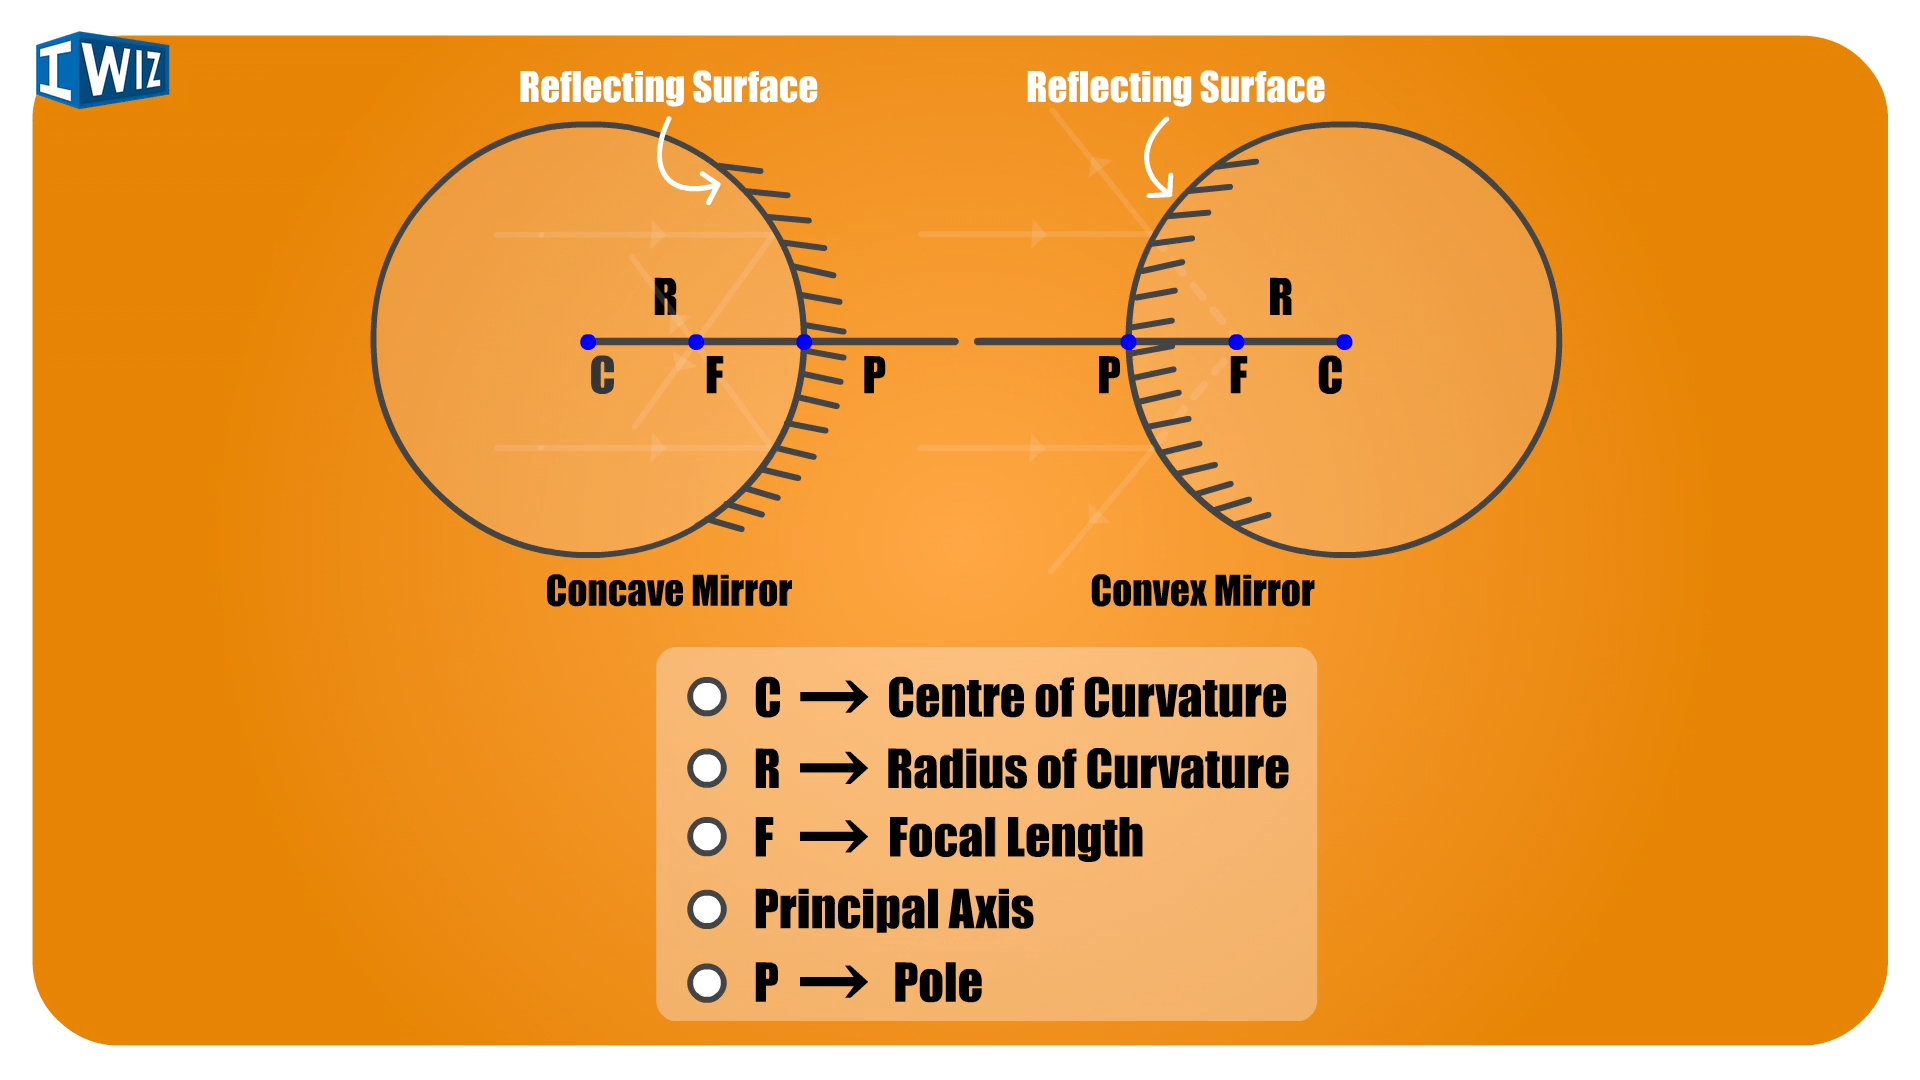 IWIZ
Reflecting Surface
Reflecting Surface
R
R
C
F
P
P
F
C
Concave Mirror
Convex Mirror
C → Centre of Curvature
R → Radius of Curvature
F → Focal Length
Principal Axis
P → Pole